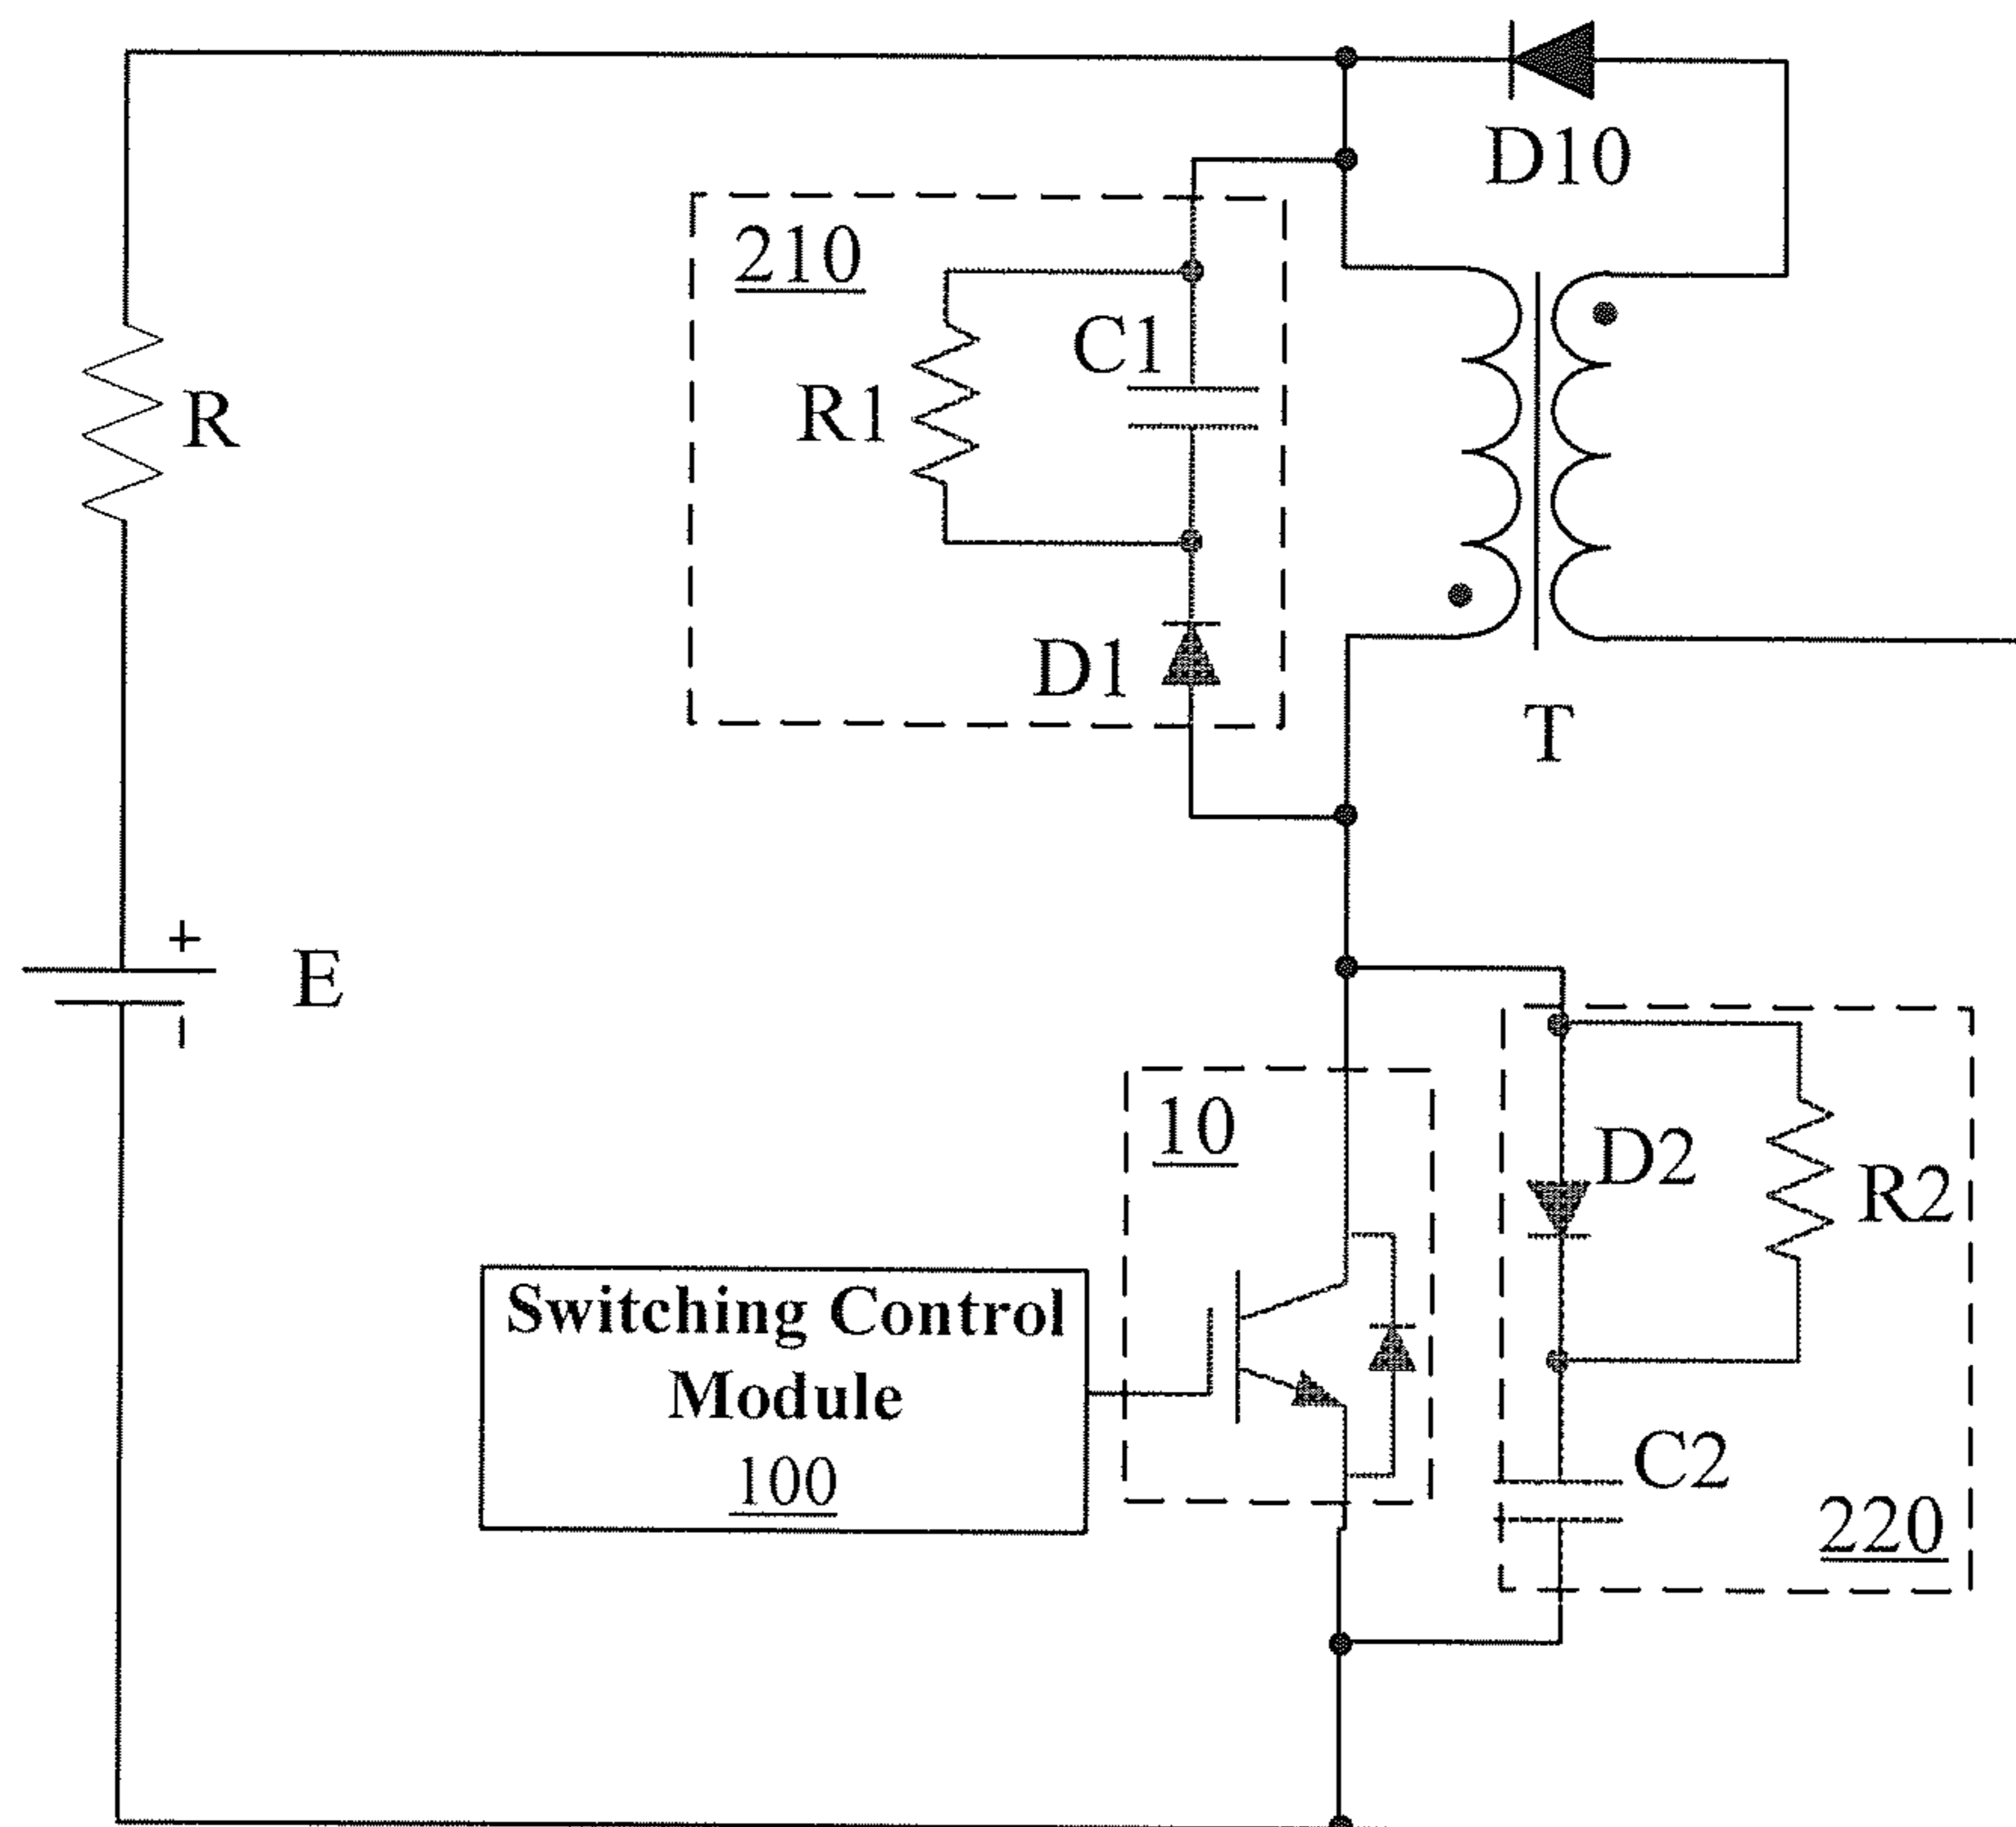 D10
210
C1
R1
R
D1
T
+
E
10
D2
R2
Switching Control
Module
100
C2
220